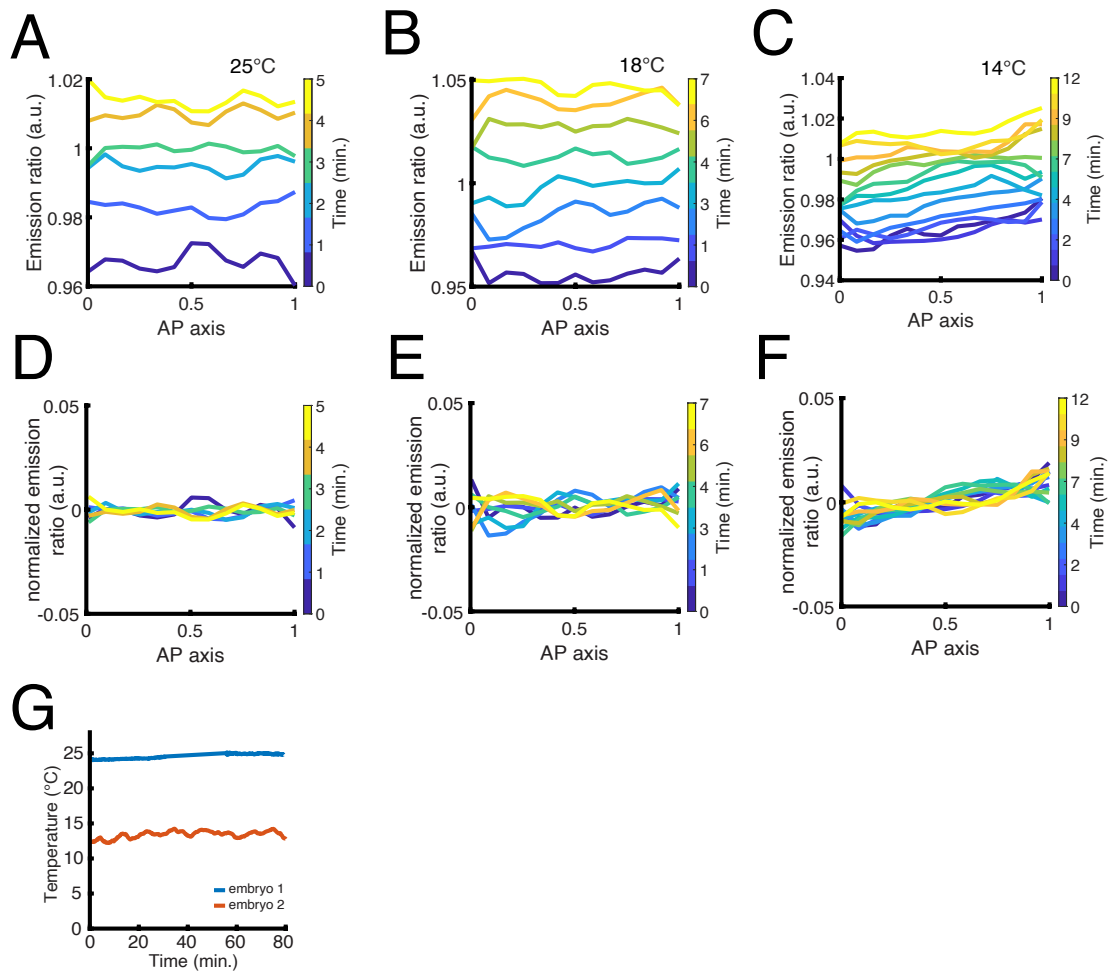 A
25°C
Emission ratio (a.u.)
1.02
1
0.98
0.96
0
0.5
1
AP axis
5
4
3
2
1
0
Time (min.)
B
18°C
Emission ratio (a.u.)
1.05
1
0.95
0
0.5
1
AP axis
7
6
4
3
1
0
Time (min.)
C
14°C
Emission ratio (a.u.)
1.04
1.02
1
0.98
0.96
0.94
0
0.5
1
AP axis
12
9
7
4
2
0
Time (min.)
D
normalized emission
ratio (a.u.)
0.05
0
-0.05
0
0.5
1
AP axis
5
4
3
2
1
0
Time (min.)
E
normalized emission
ratio (a.u.)
0.05
0
-0.05
0
0.5
1
AP axis
7
6
4
3
1
0
Time (min.)
F
normalized emission
ratio (a.u.)
0.05
0
-0.05
0
0.5
1
AP axis
12
9
7
4
2
0
Time (min.)
G
Temperature (°C)
25
20
15
10
5
0
0
20
40
60
80
Time (min.)
embryo 1
embryo 2